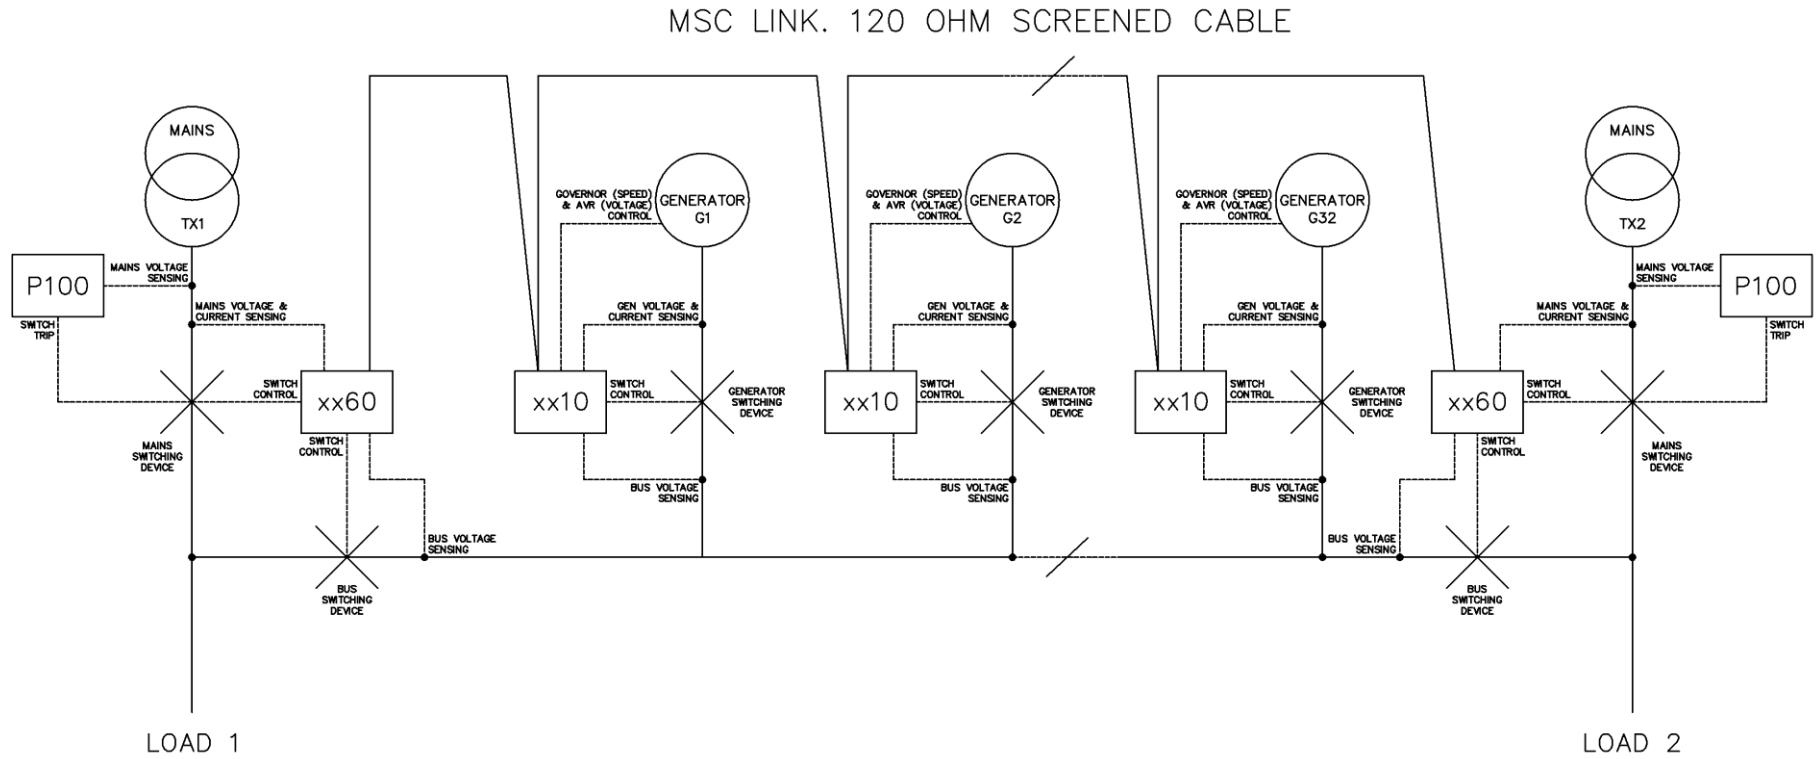 MSC LINK. 120 OHM SCREENED CABLE
MAINS
TX1
P100
MAINS VOLTAGE
SENSING
SWITCH
TRIP
MAINS VOLTAGE &
CURRENT SENSING
SWITCH
CONTROL
xx60
MAINS
SWITCHING
DEVICE
SWITCH
CONTROL
BUS VOLTAGE
SENSING
BUS
SWITCHING
DEVICE
LOAD 1
GOVERNOR (SPEED)
& AVR (VOLTAGE)
CONTROL
GENERATOR
G1
GEN VOLTAGE &
CURRENT SENSING
xx10
SWITCH
CONTROL
GENERATOR
SWITCHING
DEVICE
BUS VOLTAGE
SENSING
GOVERNOR (SPEED)
& AVR (VOLTAGE)
CONTROL
GENERATOR
G2
GEN VOLTAGE &
CURRENT SENSING
xx10
SWITCH
CONTROL
GENERATOR
SWITCHING
DEVICE
BUS VOLTAGE
SENSING
GOVERNOR (SPEED)
& AVR (VOLTAGE)
CONTROL
GENERATOR
G32
GEN VOLTAGE &
CURRENT SENSING
xx10
SWITCH
CONTROL
GENERATOR
SWITCHING
DEVICE
BUS VOLTAGE
SENSING
MAINS
TX2
MAINS VOLTAGE
SENSING
P100
SWITCH
TRIP
MAINS VOLTAGE &
CURRENT SENSING
xx60
SWITCH
CONTROL
MAINS
SWITCHING
DEVICE
SWITCH
CONTROL
BUS VOLTAGE
SENSING
BUS
SWITCHING
DEVICE
LOAD 2